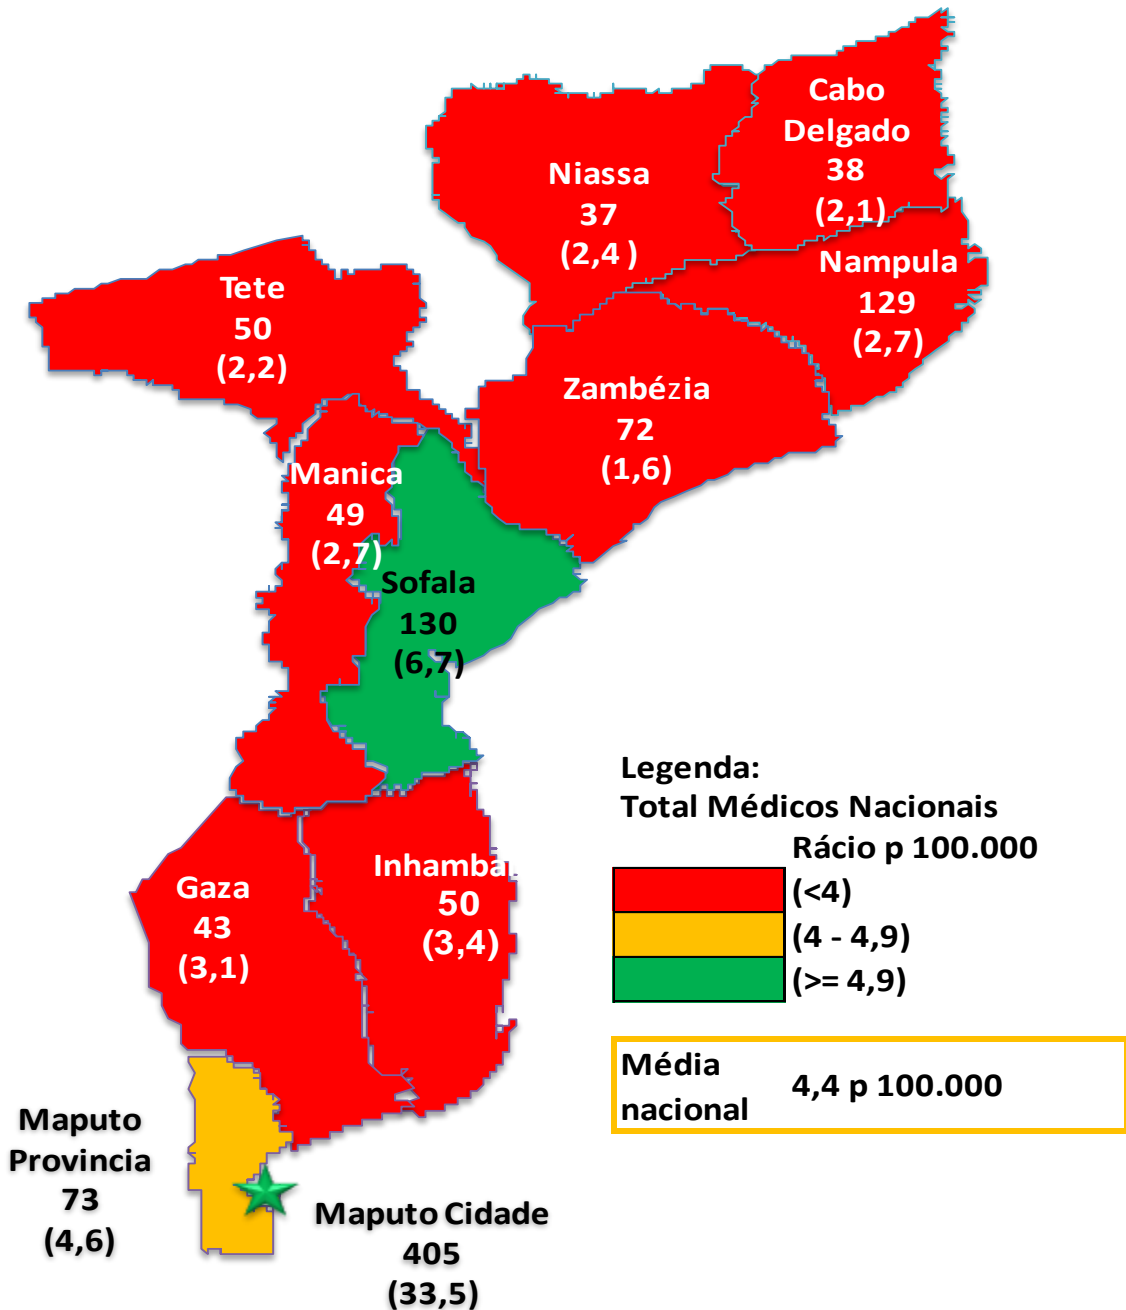 Cabo
Delgado
38
(2,1)
Niassa
37
(2,4 )
Nampula
129
(2,7)
Tete
50
(2,2)
Zambézia
72
(1,6)
Manica
49
(2,7)
Sofala
130
(6,7)
Inhamba
50
(3,4)
Gaza
43
(3,1)
Maputo
Provincia
73
(4,6)
Maputo Cidade
405
(33,5)
Legenda:
Total Médicos Nacionais
Rácio p 100.000
(<4)
(4 - 4,9)
(>= 4,9)
Média
nacional
4,4 p 100.000